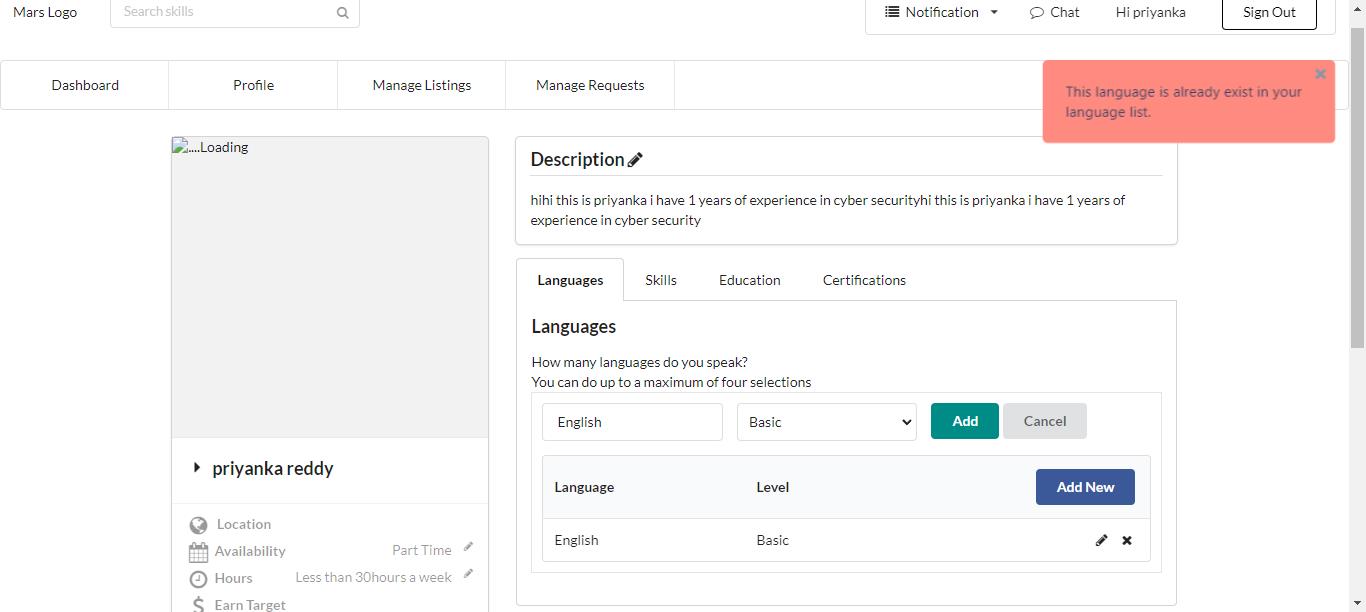 Mars Logo
Search skills
Notification
Chat
Hi priyanka
Sign Out
Dashboard
Profile
Manage Listings
Manage Requests
This language is already exist in your
language list.
....Loading
Description
hihi this is priyanka i have 1 years of experience in cyber securityhi this is priyanka i have 1 years of
experience in cyber security
Languages
Skills
Education
Certifications
Languages
How many languages do you speak?
You can do up to a maximum of four selections
English
Basic
Add
Cancel
Language
Level
Add New
English
Basic
priyanka reddy
Location
Availability
Part Time
Hours
Less than 30hours a week
Earn Target